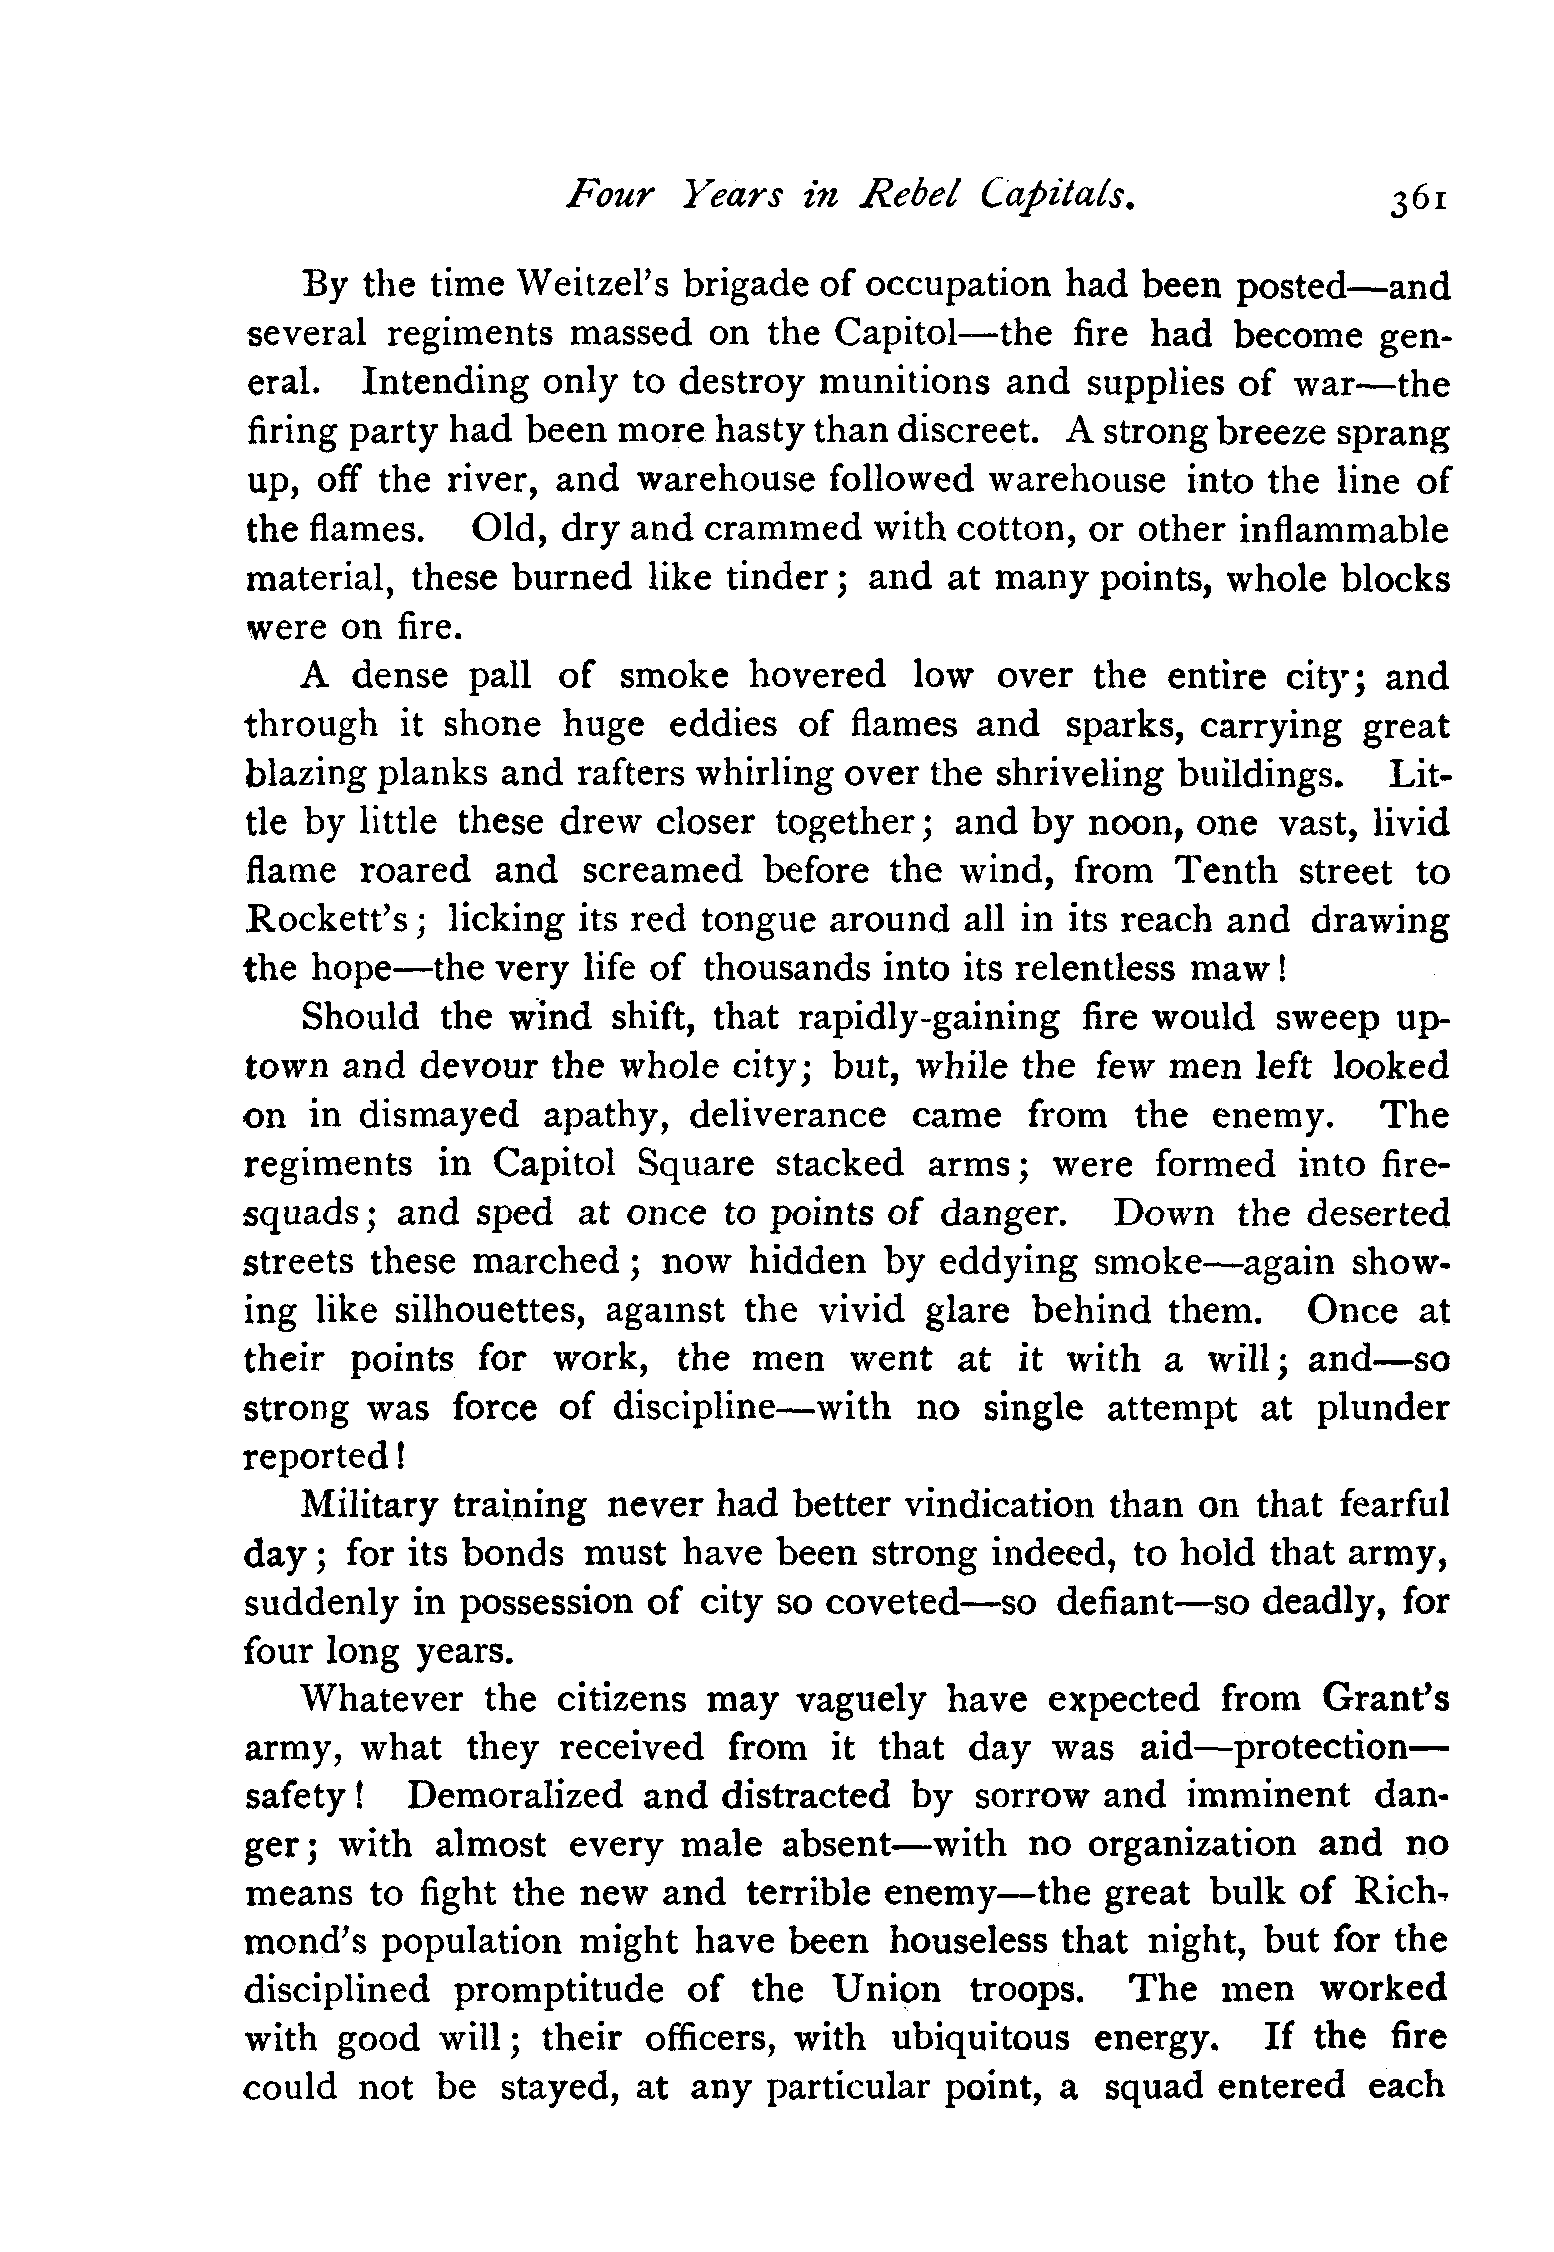 Four Years in Rebel Capitals. 361
By the time Weitzel's brigade of occupation had been posted—and
several regiments massed on the Capitol—the fire had become gen-
eral. Intending only to destroy munitions and supplies of war—the
firing party had been more hasty than discreet. A strong breeze sprang
up, off the river, and warehouse followed warehouse into the line of
the flames. Old, dry and crammed with cotton, or other inflammable
material, these burned like tinder; and at many points, whole blocks
were on fire.
A dense pall of smoke hovered low over the entire city; and
through it shone huge eddies of flames and sparks, carrying great
blazing planks and rafters whirling over the shriveling buildings. Lit-
tle by little these drew closer together; and by noon, one vast, livid
flame roared and screamed before the wind, from Tenth street to
Rockett's; licking its red tongue around all in its reach and drawing
the hope—the very life of thousands into its relentless maw!
Should the wind shift, that rapidly-gaining fire would sweep up-
town and devour the whole city; but, while the few men left looked
on in dismayed apathy, deliverance came from the enemy. The
regiments in Capitol Square stacked arms; were formed into fire-
squads; and sped at once to points of danger. Down the deserted
streets these marched; now hidden by eddying smoke—again show-
ing like silhouettes, against the vivid glare behind them. Once at
their points for work, the men went at it with a will; and—so
strong was force of discipline—with no single attempt at plunder
reported!
Military training never had better vindication than on that fearful
day; for its bonds must have been strong indeed, to hold that army,
suddenly in possession of city so coveted—so defiant—so deadly, for
four long years.
Whatever the citizens may vaguely have expected from Grant's
army, what they received from it that day was aid—protection—
safety! Demoralized and distracted by sorrow and imminent dan-
ger; with almost every male absent—with no organization and no
means to fight the new and terrible enemy—the great bulk of Rich-
mond's population might have been houseless that night, but for the
disciplined promptitude of the Union troops. The men worked
with good will; their officers, with ubiquitous energy. If the fire
could not be stayed, at any particular point, a squad entered each